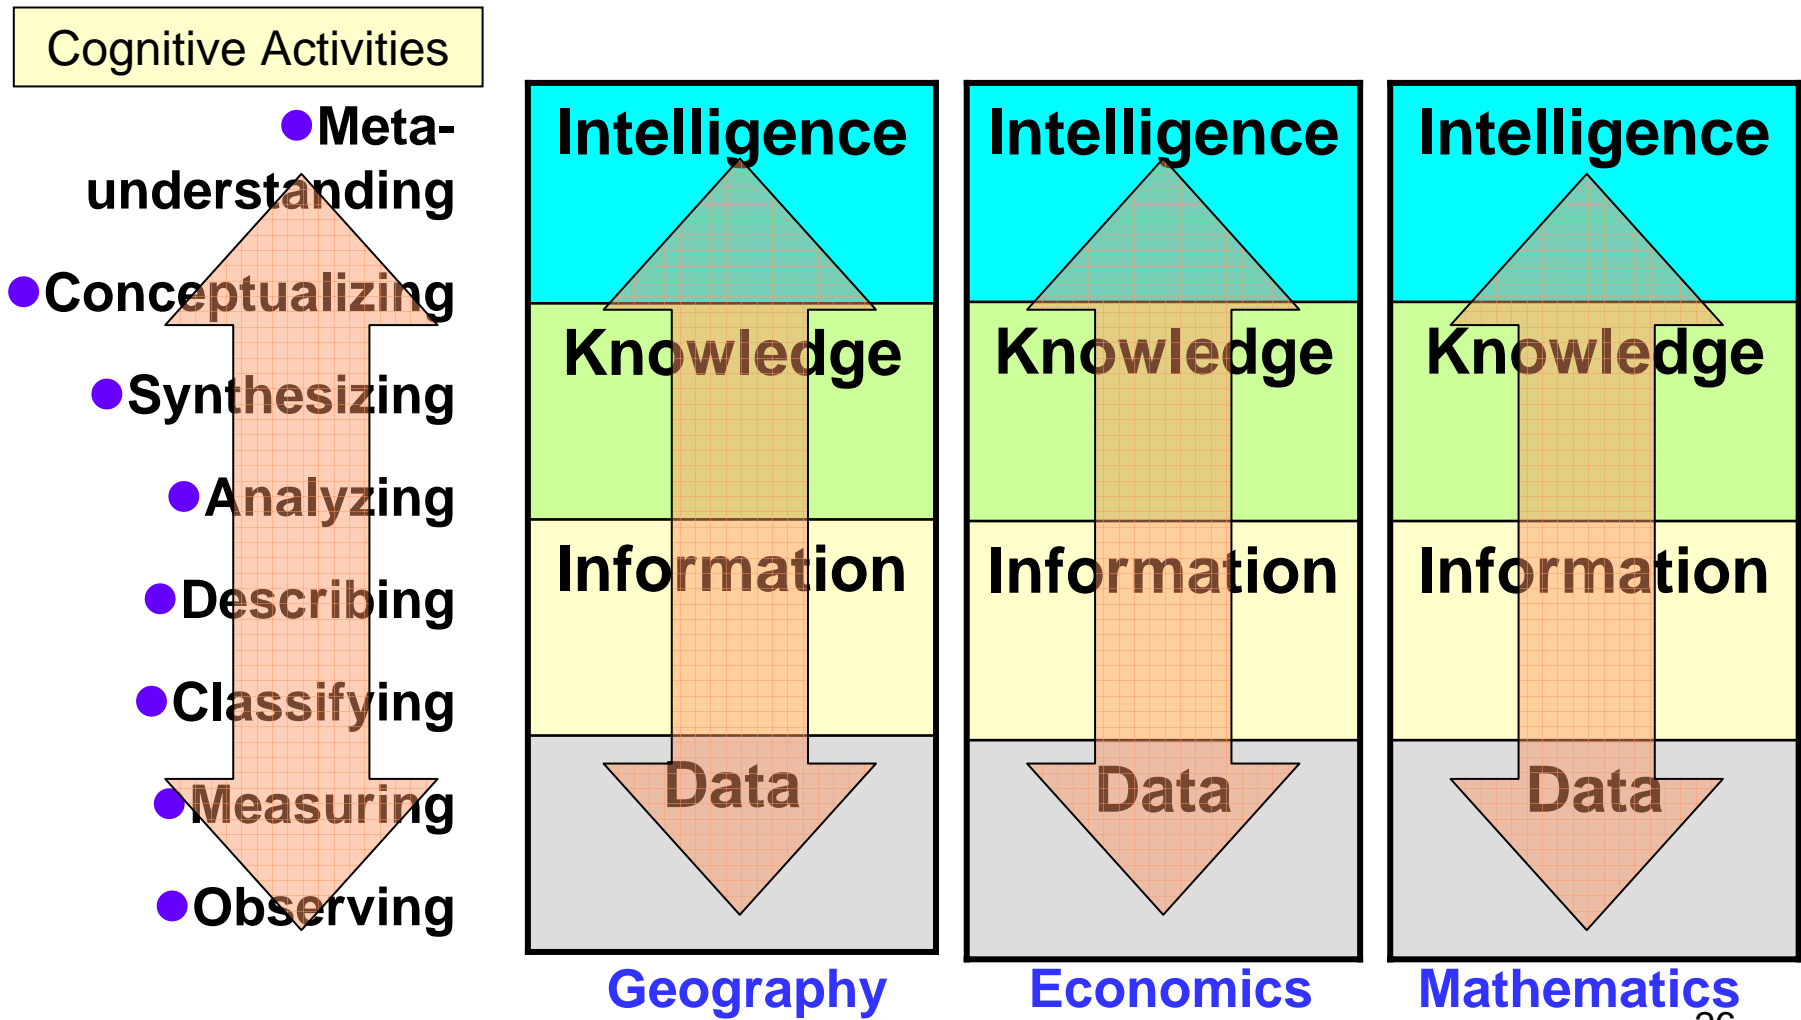 Cognitive Activities
●Meta-
understanding
●Conceptualizing
●Synthesizing
●Analyzing
●Describing
●Classifying
●Measuring
●Observing
Intelligence
Knowledge
Information
Data
Geography
Intelligence
Knowledge
Information
Data
Economics
Intelligence
Knowledge
Information
Data
Mathematics